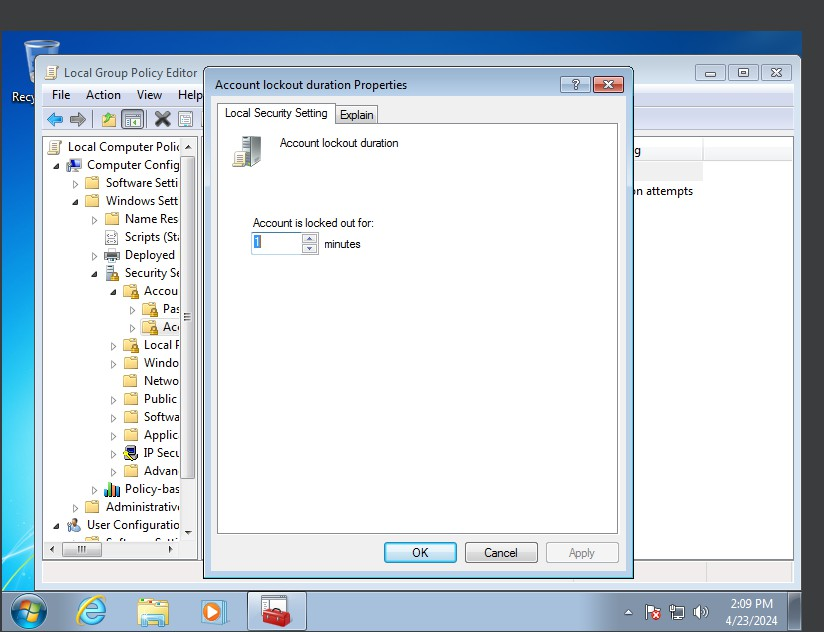 Recy
Local Group Policy Editor
File Action View Help
Account lockout duration Properties
?
Local Security Setting
Explain
Account lockout duration
Account is locked out for:
1
minutes
OK
Cancel
Apply
Local Computer Polic
Computer Config
Software Setti
Windows Sett
Name Res
Scripts (Sta
Deployed
Security Se
Accou
Pas
Acc
Local P
Windo
Netwo
Public
Softwa
Applic
IP Secu
Advan
Policy-bas
Administrative
User Configuratio
g
on attempts
2:09 PM
4/23/2024